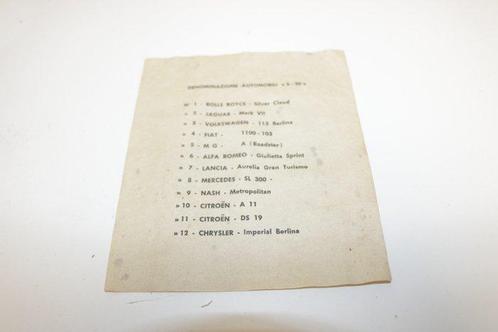 DENOMINAZIONE AUTOMOBILI « S - 20 »
N° 1 - ROLLS ROYCE - Silver Cloud
» 2 - JAGUAR - Mark VII
» 3 - VOLKSWAGEN - 113 Berlina
» 4 - FIAT - 1100 - 103
» 5 - M G - A (Roadster)
» 6 - ALFA ROMEO - Giulietta Sprint
» 7 - LANCIA - Aurelia Gran Turismo
» 8 - MERCEDES - SL 300 -
» 9 - NASH - Metropolitan
» 10 - CITROËN - A 11
» 11 - CITROËN - DS 19
» 12 - CHRYSLER - Imperial Berlina